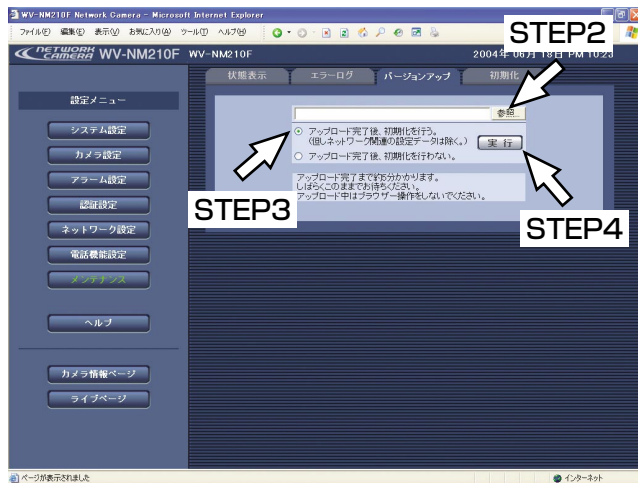 WV-NM210F Network Camera - Microsoft Internet Explorer
ファイル(F) 編集(E) 表示(V) お気に入り(A) ツール(T) ヘルプ(H)
STEP2
NETWORK CAMERA WV-NM210F WV-NM210F 2004年 06月 18日 PM 10:23
状態表示 エラーログ バージョンアップ 初期化
設定メニュー
参照...
システム設定
アップロード完了後、初期化を行う。
(但しネットワーク関連の設定データは除く。)
実 行
カメラ設定
アップロード完了後、初期化を行わない。
アラーム設定
アップロード完了まで約5分かかります。
しばらくこのままでお待ちください。
アップロード中はブラウザー操作をしないでください。
認証設定
STEP3
STEP4
ネットワーク設定
電話機能設定
メンテナンス
ヘルプ
カメラ情報ページ
ライブページ
ページが表示されました インターネット